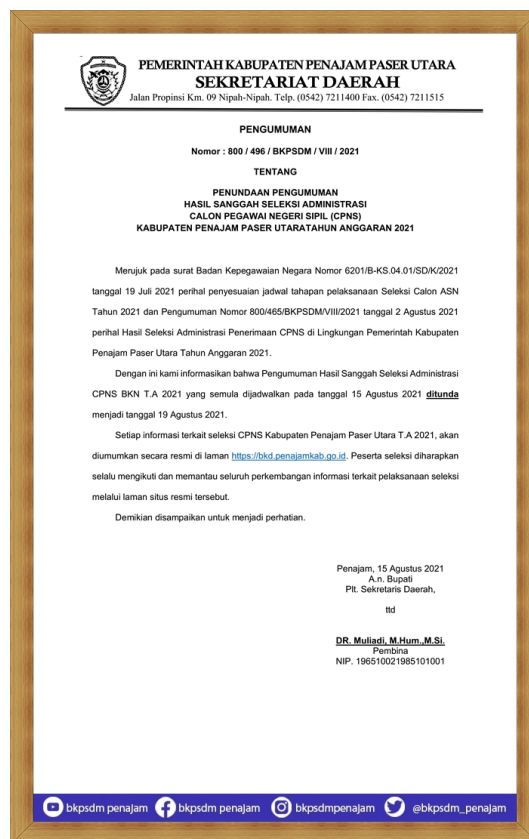 PEMERINTAH KABUPATEN PENAJAM PASER UTARA
SEKRETARIAT DAERAH
Jalan Propinsi Km. 09 Nipah-Nipah. Telp. (0542) 7211400 Fax. (0542) 7211515
PENGUMUMAN
Nomor : 800 / 496 / BKPSDM / VIII / 2021
TENTANG
PENUNDAAN PENGUMUMAN
HASIL SANGGAH SELEKSI ADMINISTRASI
CALON PEGAWAI NEGERI SIPIL (CPNS)
KABUPATEN PENAJAM PASER UTARATAHUN ANGGARAN 2021
Merujuk pada surat Badan Kepegawaian Negara Nomor 6201/B-KS.04.01/SD/K/2021
tanggal 19 Juli 2021 perihal penyesuaian jadwal tahapan pelaksanaan Seleksi Calon ASN
Tahun 2021 dan Pengumuman Nomor 800/465/BKPSDM/VIII/2021 tanggal 2 Agustus 2021
perihal Hasil Seleksi Administrasi Penerimaan CPNS di Lingkungan Pemerintah Kabupaten
Penajam Paser Utara Tahun Anggaran 2021.
Dengan ini kami informasikan bahwa Pengumuman Hasil Sanggah Seleksi Administrasi
CPNS BKN T.A 2021 yang semula dijadwalkan pada tanggal 15 Agustus 2021 ditunda
menjadi tanggal 19 Agustus 2021.
Setiap informasi terkait seleksi CPNS Kabupaten Penajam Paser Utara T.A 2021, akan
diumumkan secara resmi di laman https://bkd.penajamkab.go.id. Peserta seleksi diharapkan
selalu mengikuti dan memantau seluruh perkembangan informasi terkait pelaksanaan seleksi
melalui laman situs resmi tersebut.
Demikian disampaikan untuk menjadi perhatian.
Penajam, 15 Agustus 2021
A.n. Bupati
Plt. Sekretaris Daerah,
ttd
DR. Muliadi, M.Hum.,M.Si.
Pembina
NIP. 196510021985101001
bkpsdm penajam bkpsdm penajam bkpsdmpenajam @bkpsdm_penajam